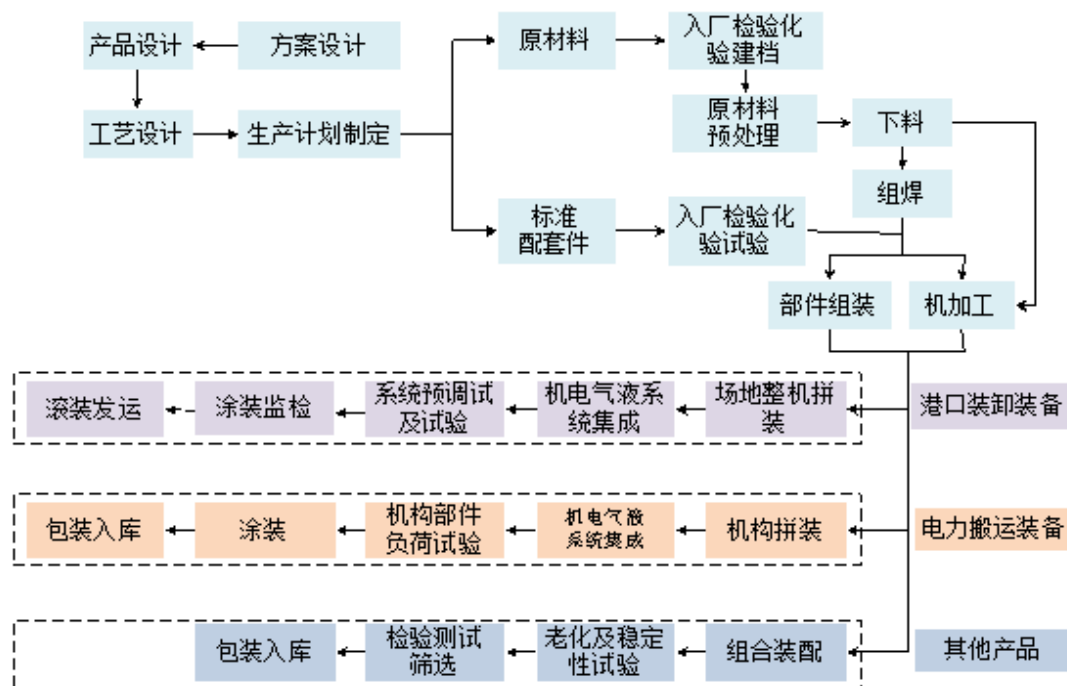 产品设计
方案设计
原材料
入厂检验化
验建档
工艺设计
生产计划制定
原材料
预处理
下料
组焊
标准
配套件
入厂检验化
验试验
部件组装
机加工
滚装发运
涂装监检
系统预调试
及试验
机电气液系
统集成
场地整机拼
装
港口装卸装备
包装入库
涂装
机构部件
负荷试验
机电气液
系统集成
机构拼装
电力搬运装备
包装入库
检验测试
筛选
老化及稳定
性试验
组合装配
其他产品